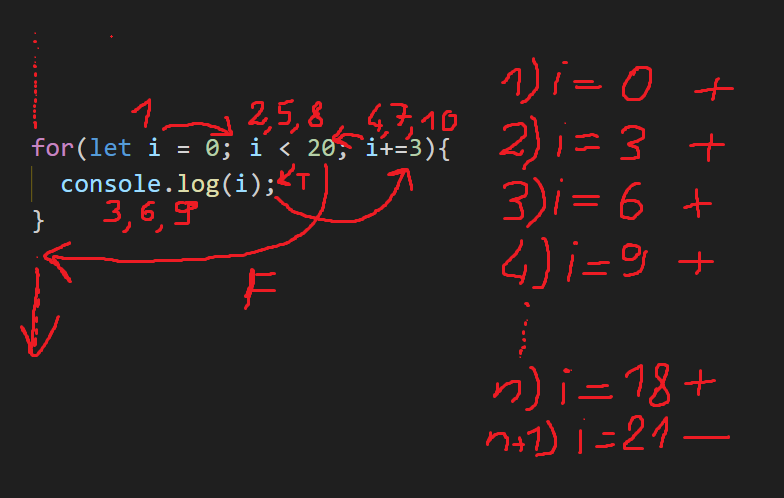 1 2,5,8 4,7,10
for(let i = 0; i < 20; i+=3){
console.log(i); T
} 3,6,9
F
1) i = 0 +
2) i = 3 +
3) i = 6 +
4) i = 9 +
n) i = 18 +
n+1) i = 21 —